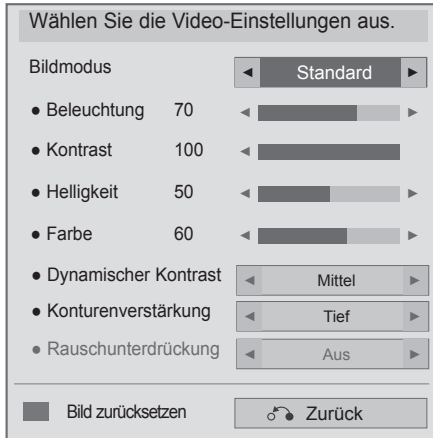 Wählen Sie die Video-Einstellungen aus.
Bildmodus ◄ Standard ►
● Beleuchtung 70 ◄ ►
● Kontrast 100 ◄
● Helligkeit 50 ◄ ►
● Farbe 60 ◄ ►
● Dynamischer Kontrast ◄ Mittel ►
● Konturenverstärkung ◄ Tief ►
● Rauschunterdrückung ◄ Aus ►
Bild zurücksetzen Zurück